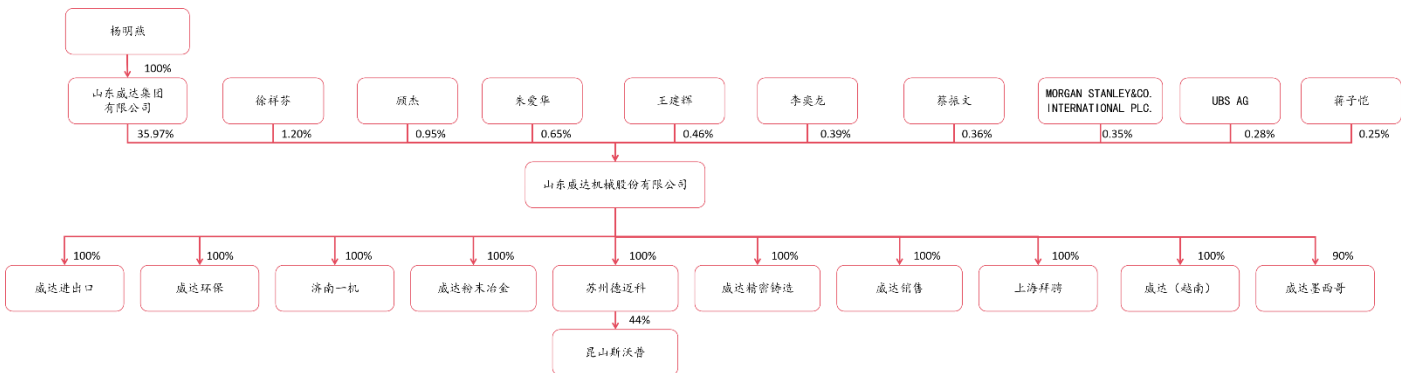 杨明燕
100%
山东威达集团
有限公司
徐祥芬
顾杰
朱爱华
王建辉
李奕龙
蔡振文
MORGAN STANLEY&CO.
INTERNATIONAL PLC.
UBS AG
蒋子恺
35.97%
1.20%
0.95%
0.65%
0.46%
0.39%
0.36%
0.35%
0.28%
0.25%
山东威达机械股份有限公司
100%
100%
100%
100%
100%
100%
100%
100%
100%
90%
威达进出口
威达环保
济南一机
威达粉末冶金
苏州德迈科
威达精密铸造
威达销售
上海拜骋
威达（越南）
威达墨西哥
44%
昆山斯沃普